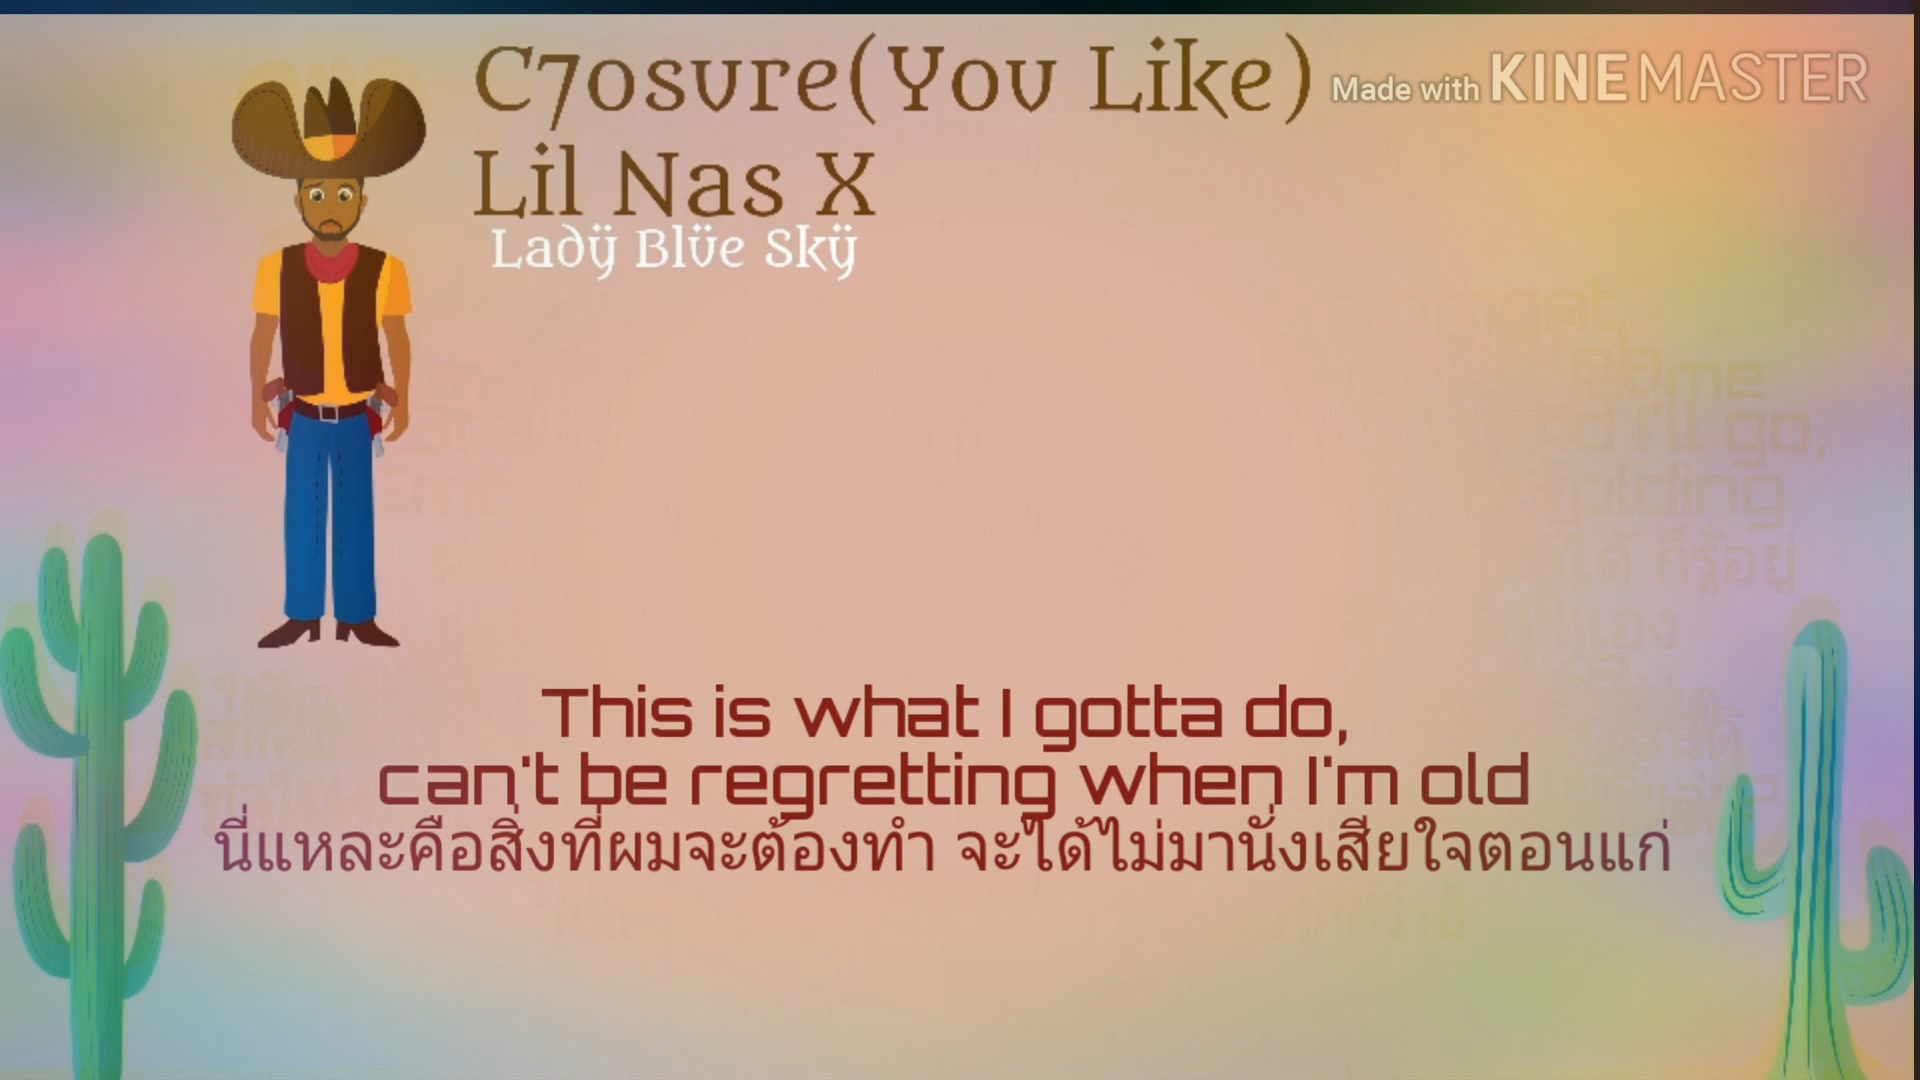 C7osure(You Like)
Made with KINEMASTER
Lil Nas X
Ladÿ Blüe Skÿ
This is what I gotta do,
can't be regretting when I'm old
นี่แหละคือสิ่งที่ผมจะต้องทำ จะได้ไม่มานั่งเสียใจตอนแก่